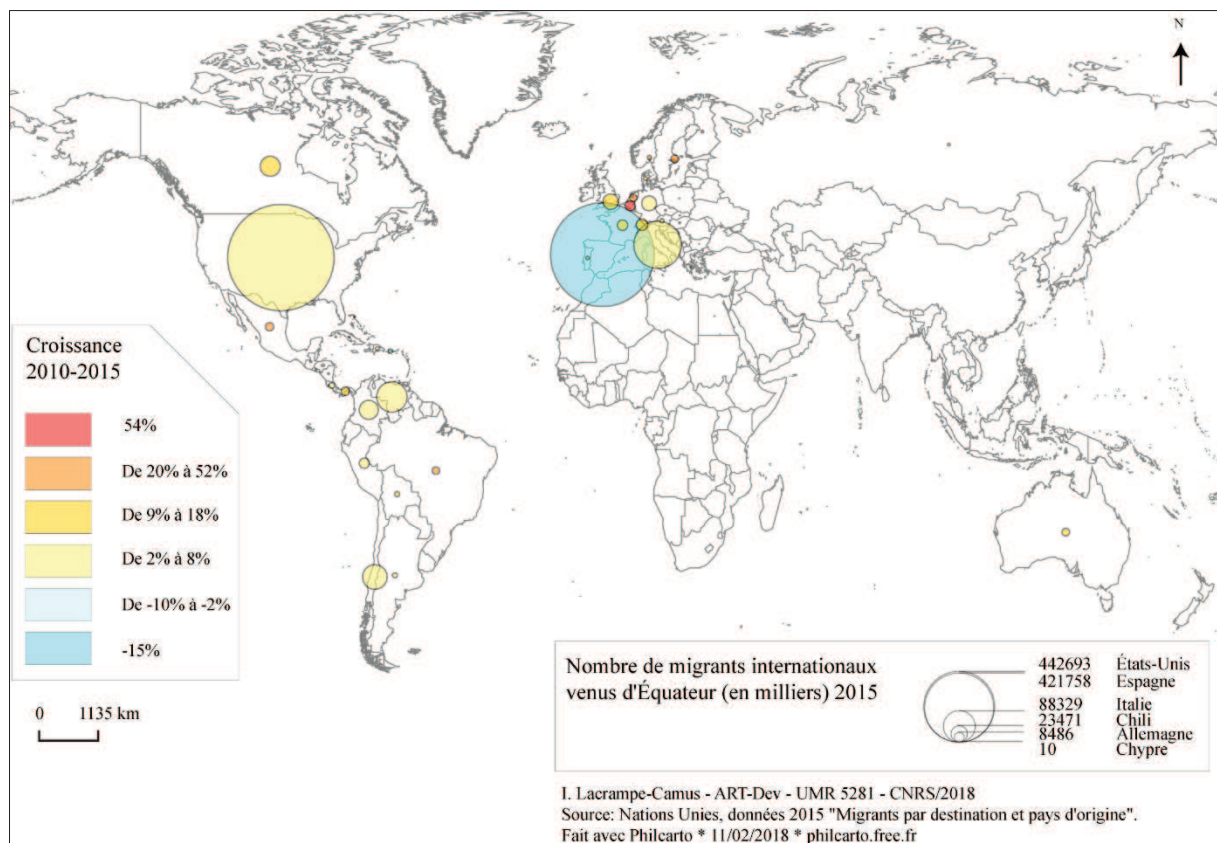 N
Croissance
2010-2015
54%
De 20% à 52%
De 9% à 18%
De 2% à 8%
De -10% à -2%
-15%
0 1135 km
Nombre de migrants internationaux
venus d'Équateur (en milliers) 2015
442693 États-Unis
421758 Espagne
88329 Italie
23471 Chili
8486 Allemagne
10 Chypre
I. Lacrampe-Camus - ART-Dev - UMR 5281 - CNRS/2018
Source: Nations Unies, données 2015 "Migrants par destination et pays d'origine".
Fait avec Philcarto * 11/02/2018 * philcarto.free.fr